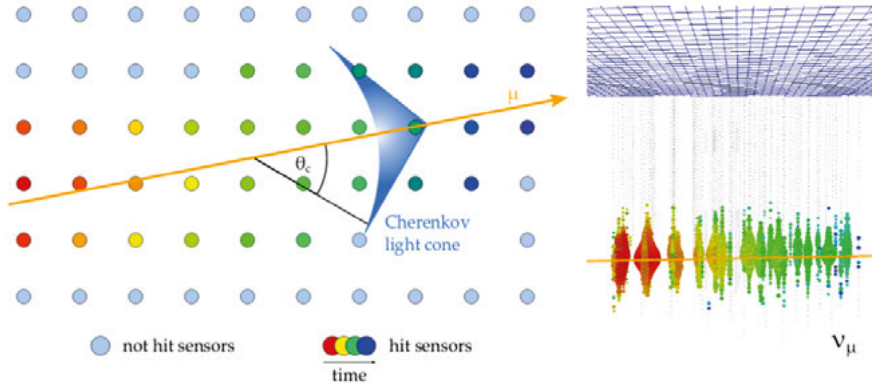 μ
θc
Cherenkov
light cone
not hit sensors
hit sensors
time
νμ